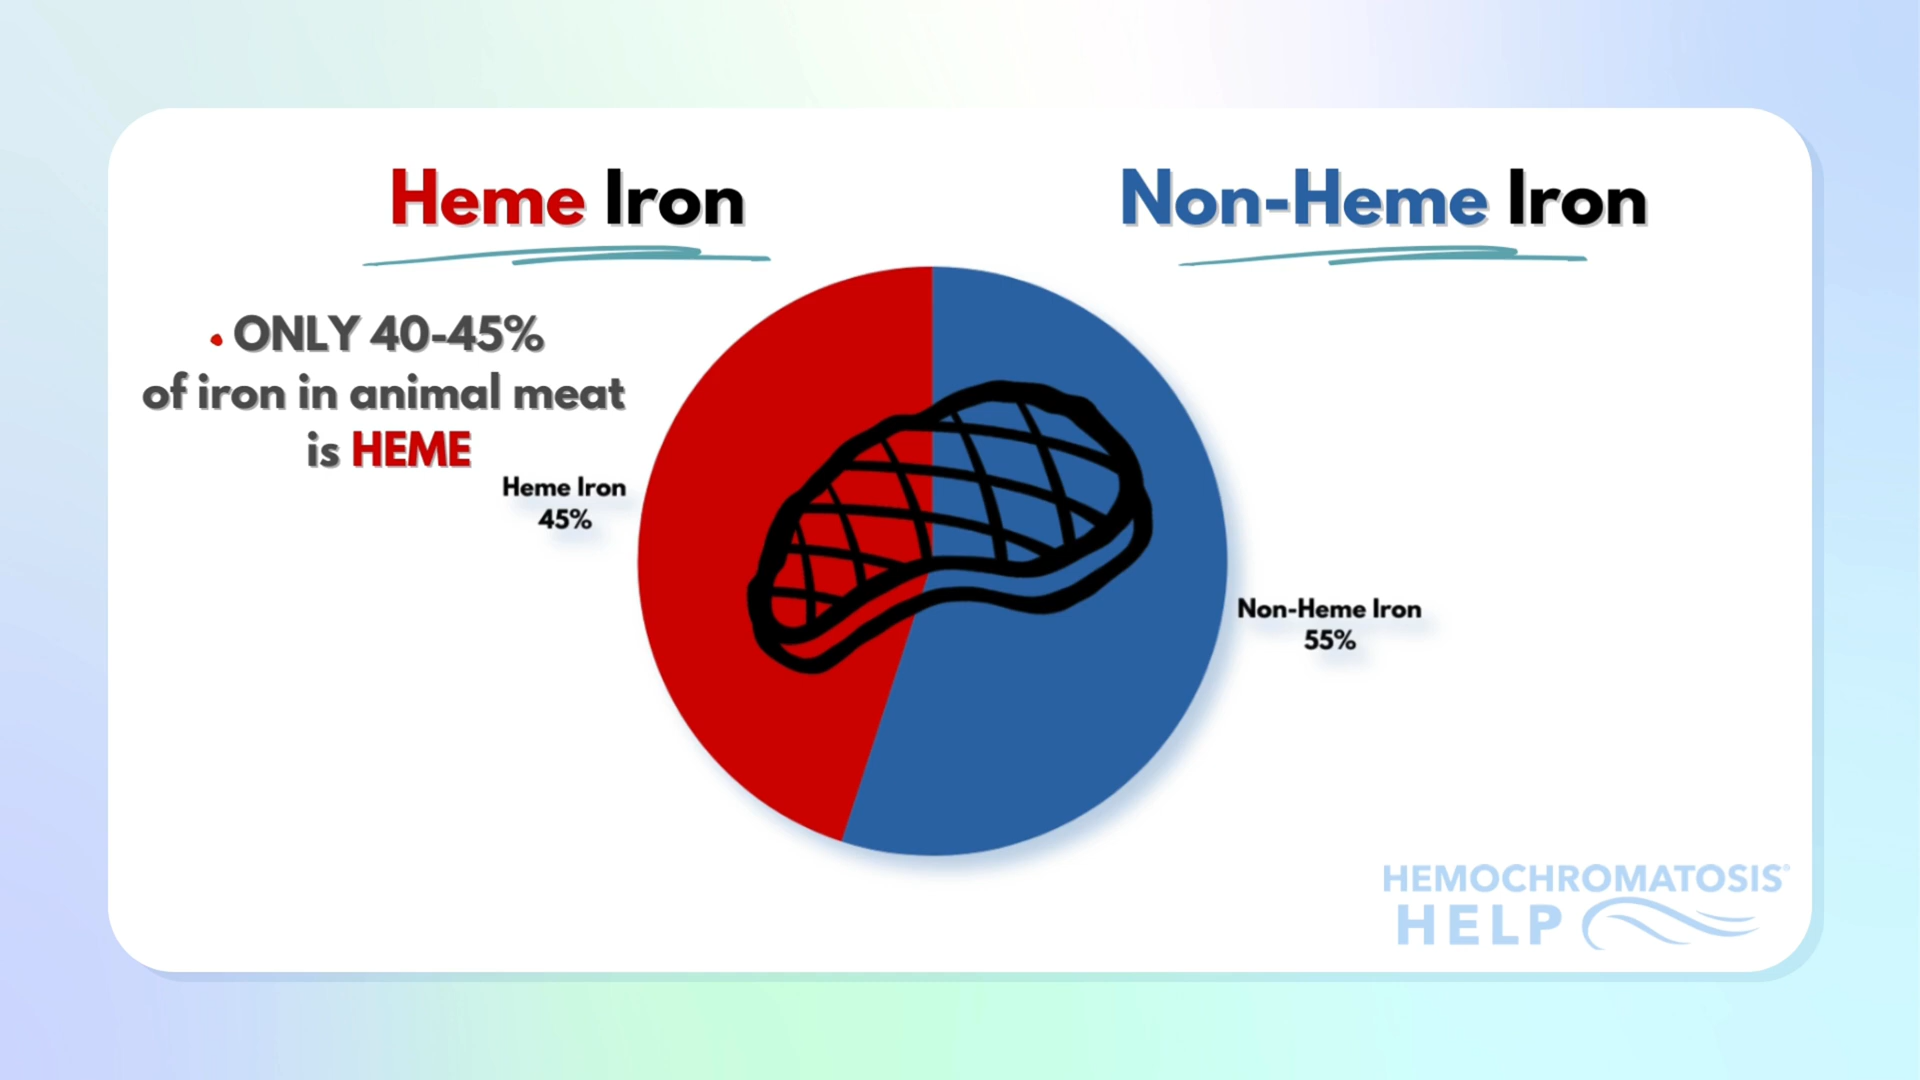 Heme Iron
Non-Heme Iron
• ONLY 40-45%
of iron in animal meat
is HEME
Heme Iron
45%
Non-Heme Iron
55%
HEMOCHROMATOSIS®
HELP